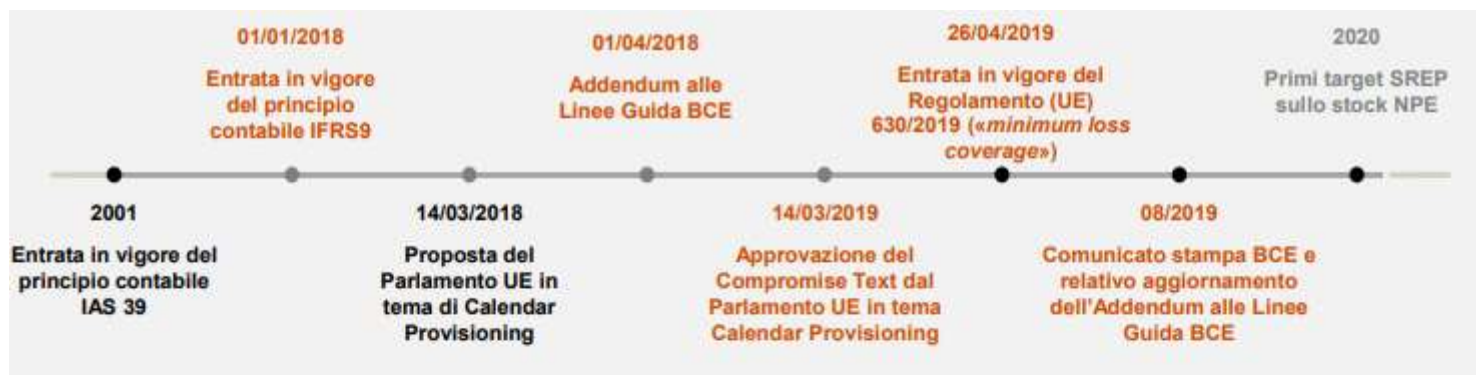 01/01/2018
Entrata in vigore
del principio
contabile IFRS9
01/04/2018
Addendum alle
Linee Guida BCE
26/04/2019
Entrata in vigore del
Regolamento (UE)
630/2019 («minimum loss
coverage»)
2020
Primi target SREP
sullo stock NPE
2001
Entrata in vigore del
principio contabile
IAS 39
14/03/2018
Proposta del
Parlamento UE in
tema di Calendar
Provisioning
14/03/2019
Approvazione del
Compromise Text dal
Parlamento UE in tema
Calendar Provisioning
08/2019
Comunicato stampa BCE e
relativo aggiornamento
dell'Addendum alle Linee
Guida BCE